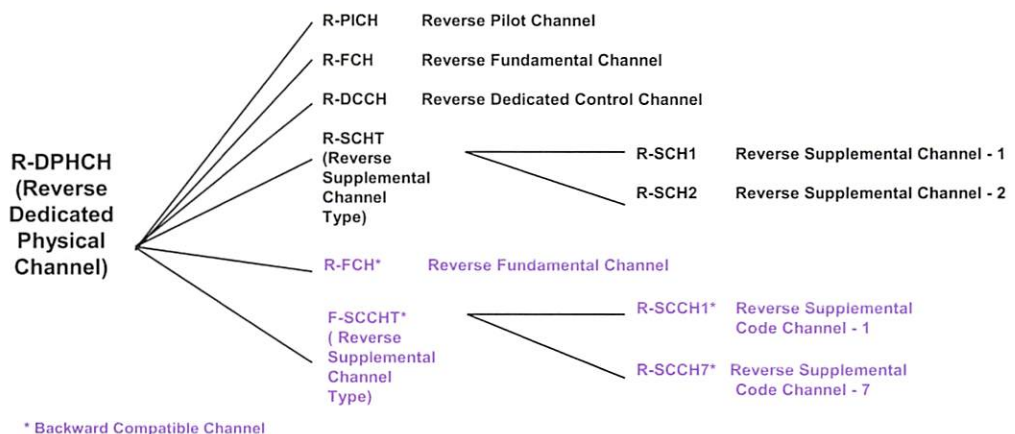 R-PICH Reverse Pilot Channel
R-FCH Reverse Fundamental Channel
R-DCCH Reverse Dedicated Control Channel
R-DPHCH
(Reverse
Dedicated
Physical
Channel)
R-SCHT
(Reverse
Supplemental
Channel
Type)
R-SCH1 Reverse Supplemental Channel - 1
R-SCH2 Reverse Supplemental Channel - 2
R-FCH* Reverse Fundamental Channel
F-SCCHT*
( Reverse
Supplemental
Channel
Type)
R-SCCH1* Reverse Supplemental
Code Channel - 1
R-SCCH7* Reverse Supplemental
Code Channel - 7
* Backward Compatible Channel